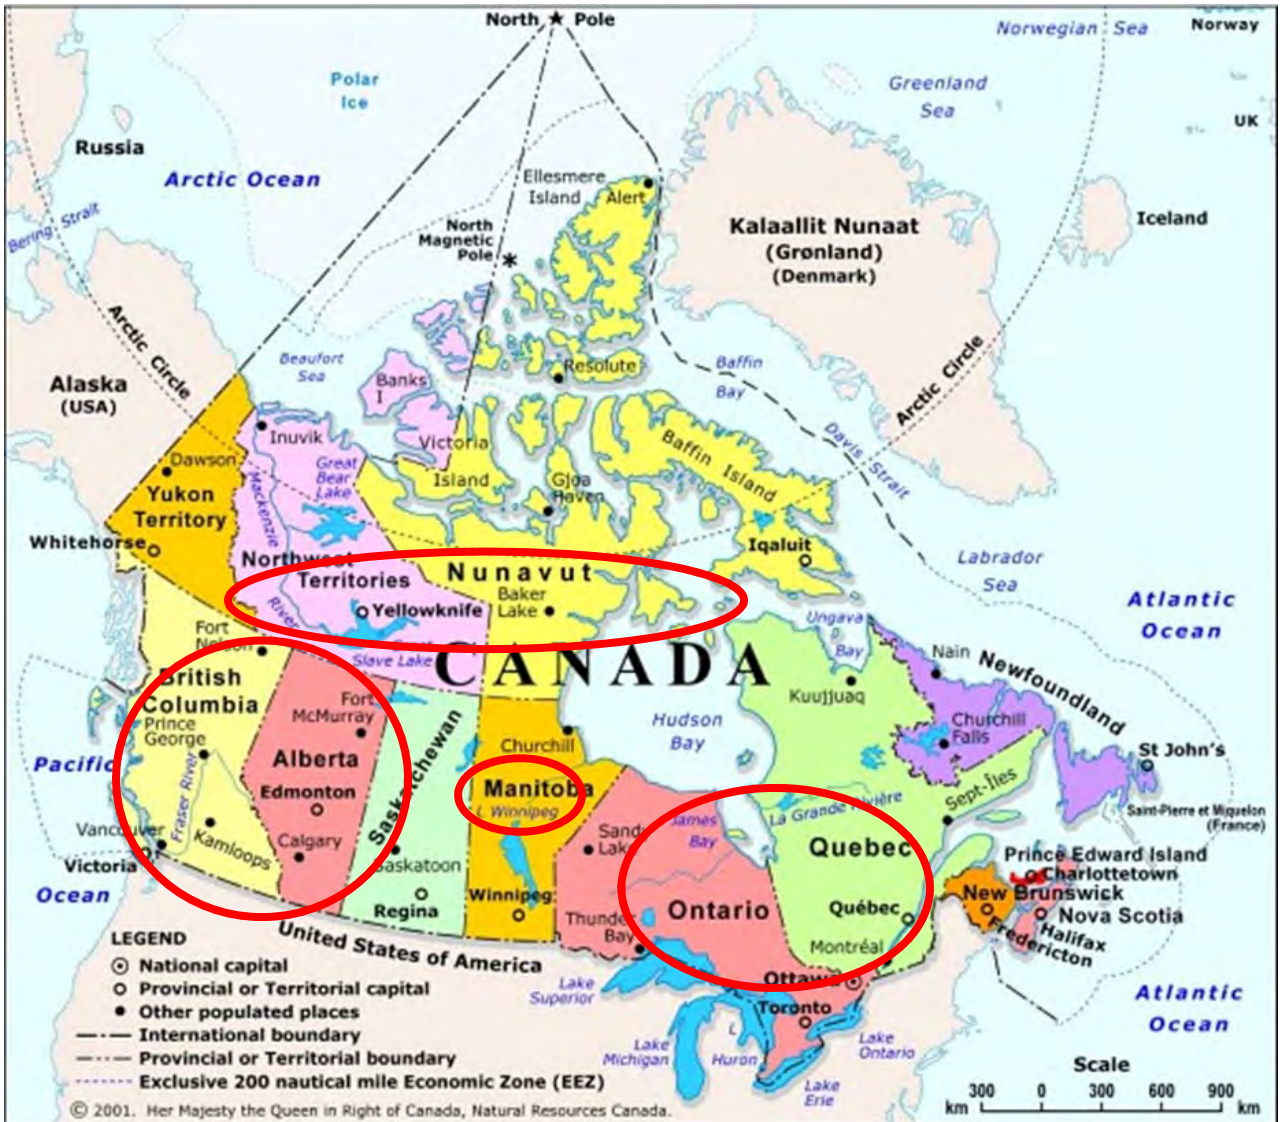 North Pole
Norwegian Sea
Norway
Polar
Ice
Greenland
Sea
UK
Russia
Arctic Ocean
Ellesmere
Island
Alert
Bering Strait
North
Magnetic
Pole
Kalaallit Nunaat
(Grønland)
(Denmark)
Iceland
Arctic Circle
Beaufort
Sea
Resolute
Baffin
Bay
Arctic Circle
Alaska
(USA)
Banks
I
Inuvik
Victoria
Island
Baffin Island
Davis Strait
Dawson
Great
Bear
Lake
Gjoa
Haven
Yukon
Territory
Mackenzie
River
Whitehorse
Iqaluit
Northwest
Territories
Nunavut
Labrador
Sea
Yellowknife
Baker
Lake
Atlantic
Ocean
Fort
Nelson
Slave Lake
CANADA
Ungava
Bay
Nain
Newfoundland
British
Columbia
Fort
McMurray
Kuujjuaq
Prince
George
Saskatchewan
Churchill
Hudson
Bay
Churchill
Falls
Pacific
Ocean
Alberta
St John's
Edmonton
Manitoba
L Winnipeg
La Grande Rivière
Sept-Îles
Saint-Pierre et Miquelon
(France)
Fraser River
Vancouver
Kamloops
Calgary
James
Bay
Sandy
Lake
Quebec
Victoria
Saskatoon
Prince Edward Island
Charlottetown
Winnipeg
New Brunswick
Regina
Ontario
Québec
Nova Scotia
Halifax
Fredericton
Thunder
Bay
Montréal
United States of America
Ottawa
Lake
Superior
Toronto
Atlantic
Ocean
Lake
Michigan
L
Huron
Lake
Ontario
Lake
Erie
LEGEND
National capital
Provincial or Territorial capital
Other populated places
International boundary
Provincial or Territorial boundary
Exclusive 200 nautical mile Economic Zone (EEZ)
Scale
300 0 300 600 900
km km
© 2001. Her Majesty the Queen in Right of Canada, Natural Resources Canada.